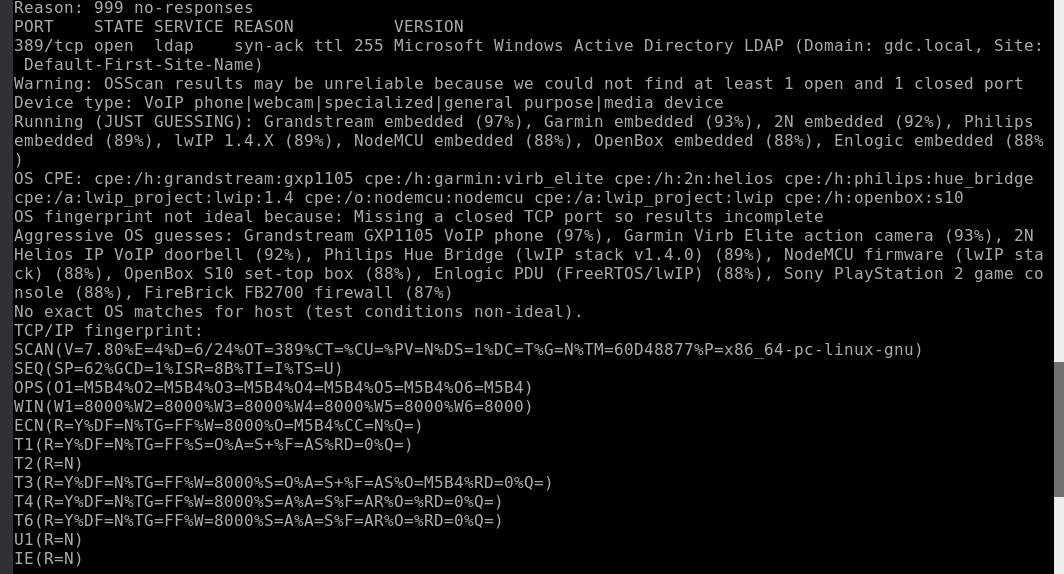 Reason: 999 no-responses
PORT    STATE SERVICE REASON          VERSION
389/tcp open  ldap    syn-ack ttl 255 Microsoft Windows Active Directory LDAP (Domain: gdc.local, Site:
 Default-First-Site-Name)
Warning: OSScan results may be unreliable because we could not find at least 1 open and 1 closed port
Device type: VoIP phone|webcam|specialized|general purpose|media device
Running (JUST GUESSING): Grandstream embedded (97%), Garmin embedded (93%), 2N embedded (92%), Philips
embedded (89%), lwIP 1.4.X (89%), NodeMCU embedded (88%), OpenBox embedded (88%), Enlogic embedded (88%
)
OS CPE: cpe:/h:grandstream:gxp1105 cpe:/h:garmin:virb_elite cpe:/h:2n:helios cpe:/h:philips:hue_bridge
cpe:/a:lwip_project:lwip:1.4 cpe:/o:nodemcu:nodemcu cpe:/a:lwip_project:lwip cpe:/h:openbox:s10
OS fingerprint not ideal because: Missing a closed TCP port so results incomplete
Aggressive OS guesses: Grandstream GXP1105 VoIP phone (97%), Garmin Virb Elite action camera (93%), 2N
Helios IP VoIP doorbell (92%), Philips Hue Bridge (lwIP stack v1.4.0) (89%), NodeMCU firmware (lwIP sta
ck) (88%), OpenBox S10 set-top box (88%), Enlogic PDU (FreeRTOS/lwIP) (88%), Sony PlayStation 2 game co
nsole (88%), FireBrick FB2700 firewall (87%)
No exact OS matches for host (test conditions non-ideal).
TCP/IP fingerprint:
SCAN(V=7.80%E=4%D=6/24%OT=389%CT=%CU=%PV=N%DS=1%DC=T%G=N%TM=60D48877%P=x86_64-pc-linux-gnu)
SEQ(SP=62%GCD=1%ISR=8B%TI=I%TS=U)
OPS(O1=M5B4%O2=M5B4%O3=M5B4%O4=M5B4%O5=M5B4%O6=M5B4)
WIN(W1=8000%W2=8000%W3=8000%W4=8000%W5=8000%W6=8000)
ECN(R=Y%DF=N%TG=FF%W=8000%O=M5B4%CC=N%Q=)
T1(R=Y%DF=N%TG=FF%S=O%A=S+%F=AS%RD=0%Q=)
T2(R=N)
T3(R=Y%DF=N%TG=FF%W=8000%S=O%A=S+%F=AS%O=M5B4%RD=0%Q=)
T4(R=Y%DF=N%TG=FF%W=8000%S=A%A=S%F=AR%O=%RD=0%Q=)
T6(R=Y%DF=N%TG=FF%W=8000%S=A%A=S%F=AR%O=%RD=0%Q=)
U1(R=N)
IE(R=N)